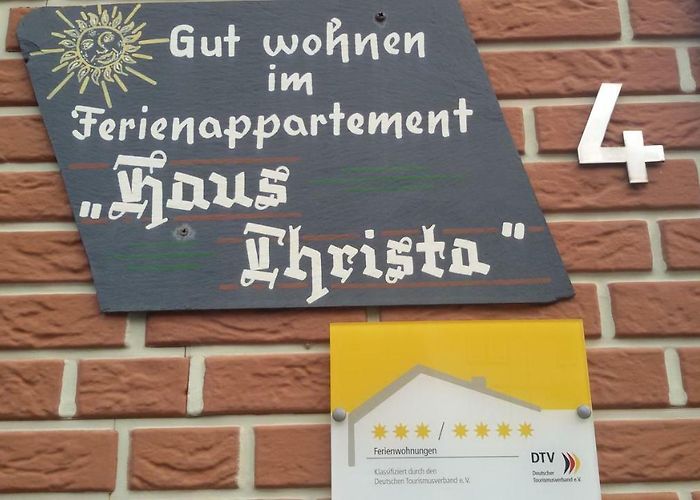 Gut wohnen
im
Ferienappartement
„Haus
Christa"
4
★★★ / ★★★★
Ferienwohnungen
Klassifiziert durch den
Deutschen Tourismusverband e.V.
DTV
Deutscher
Tourismusverband e.V.